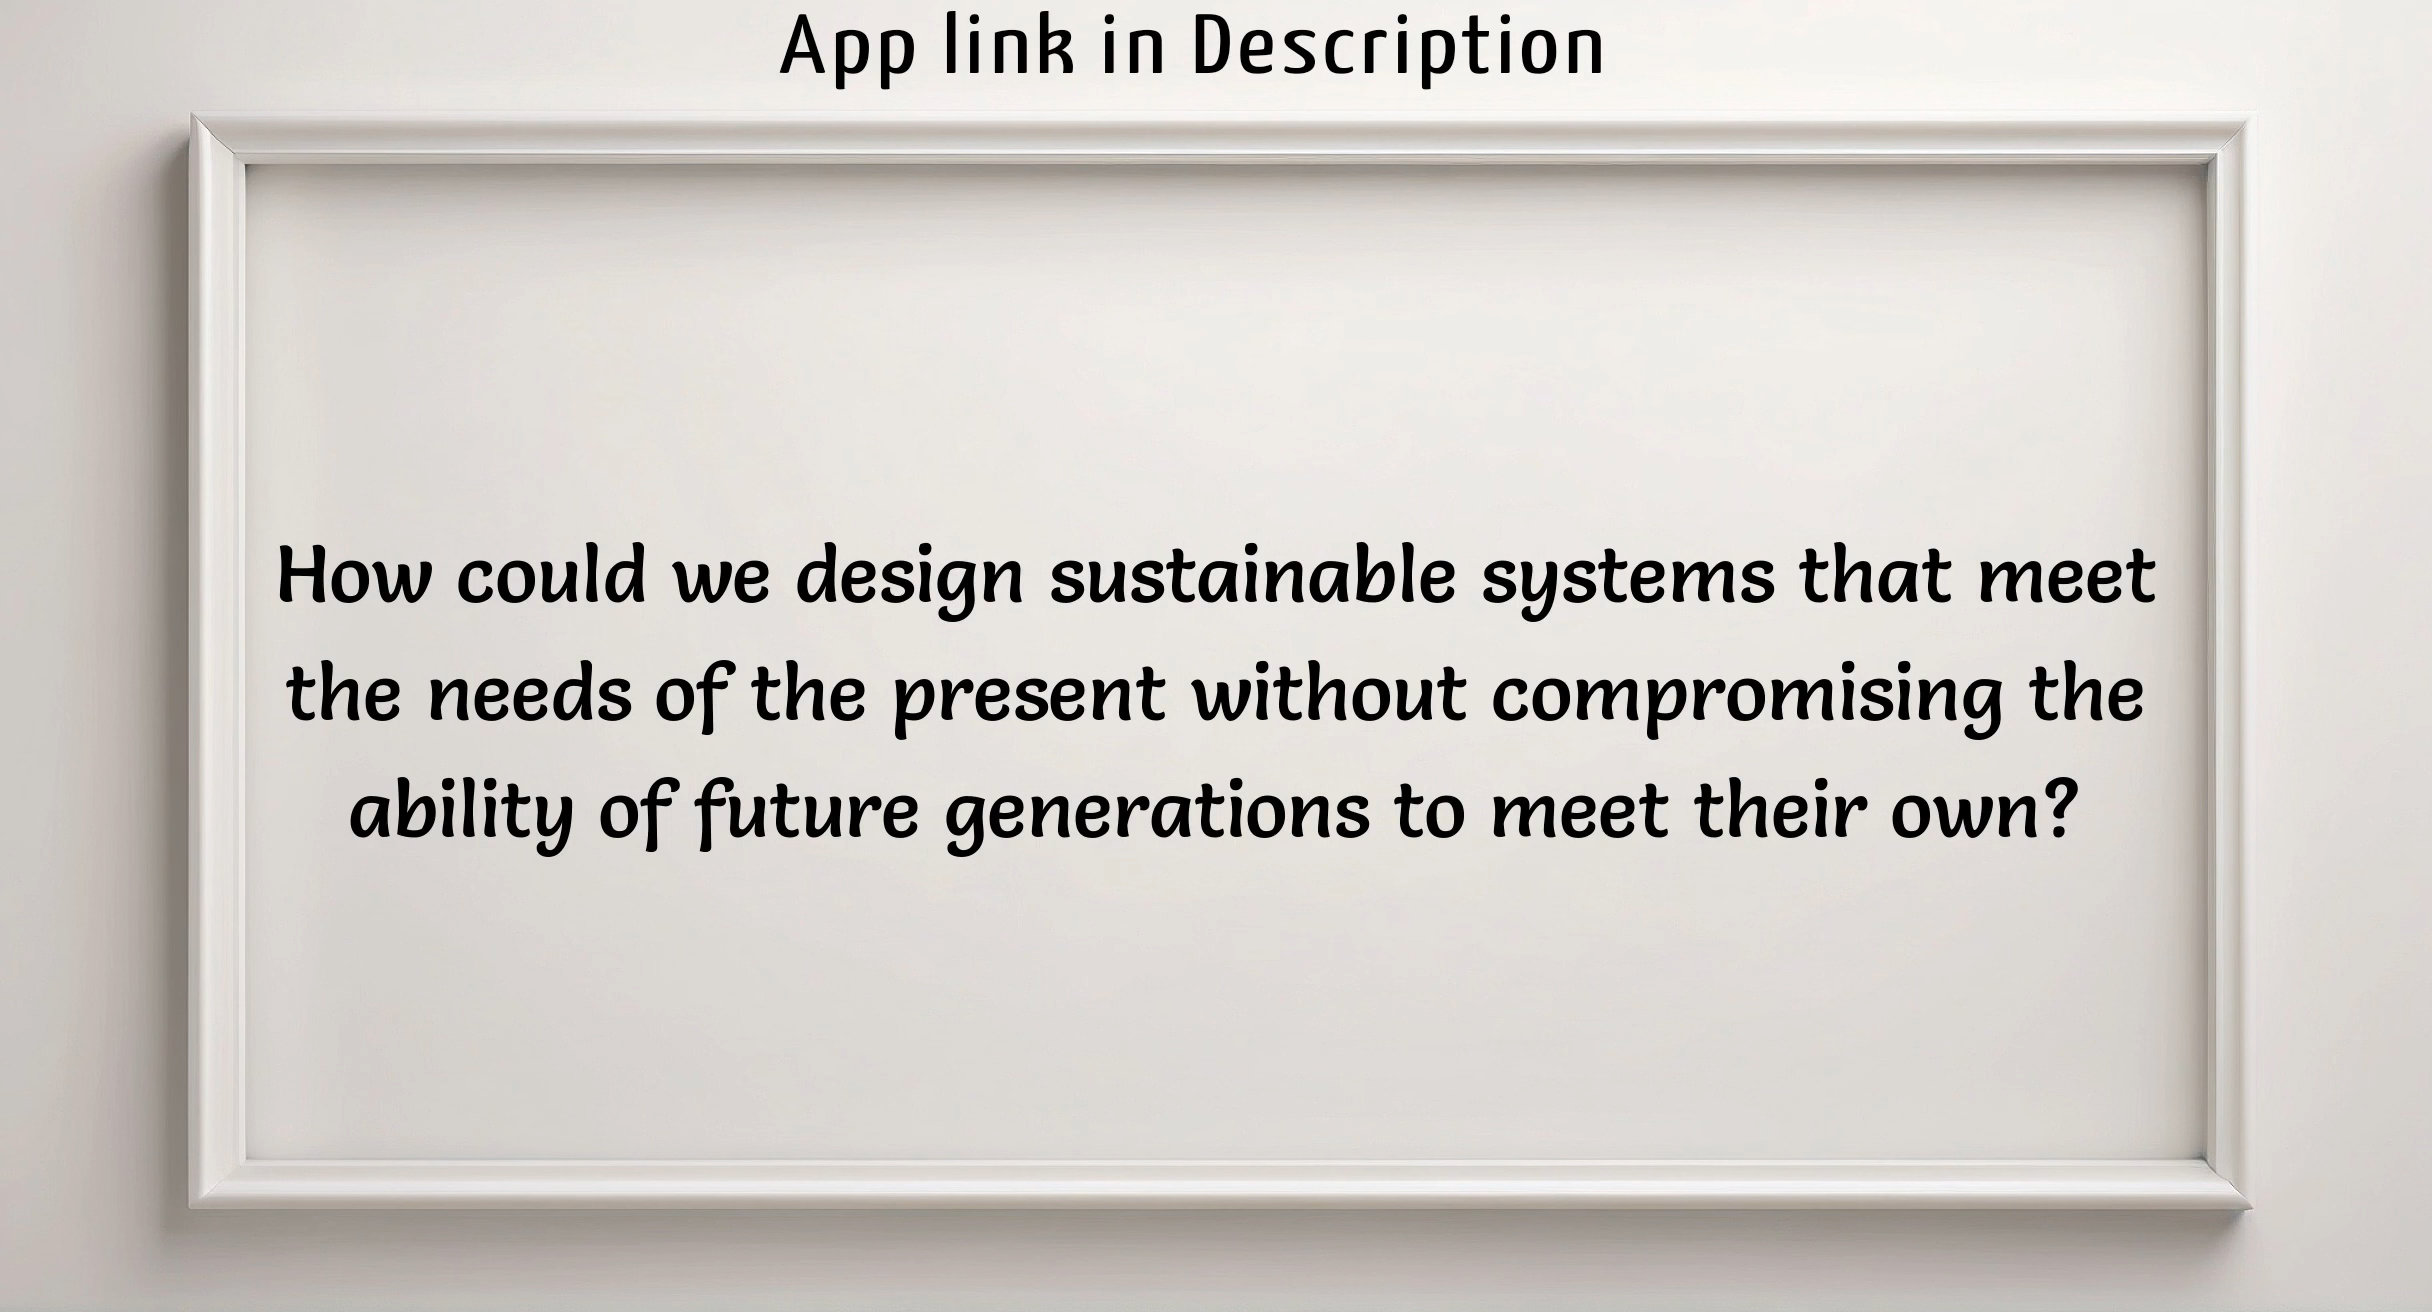 App link in Description
How could we design sustainable systems that meet
the needs of the present without compromising the
ability of future generations to meet their own?